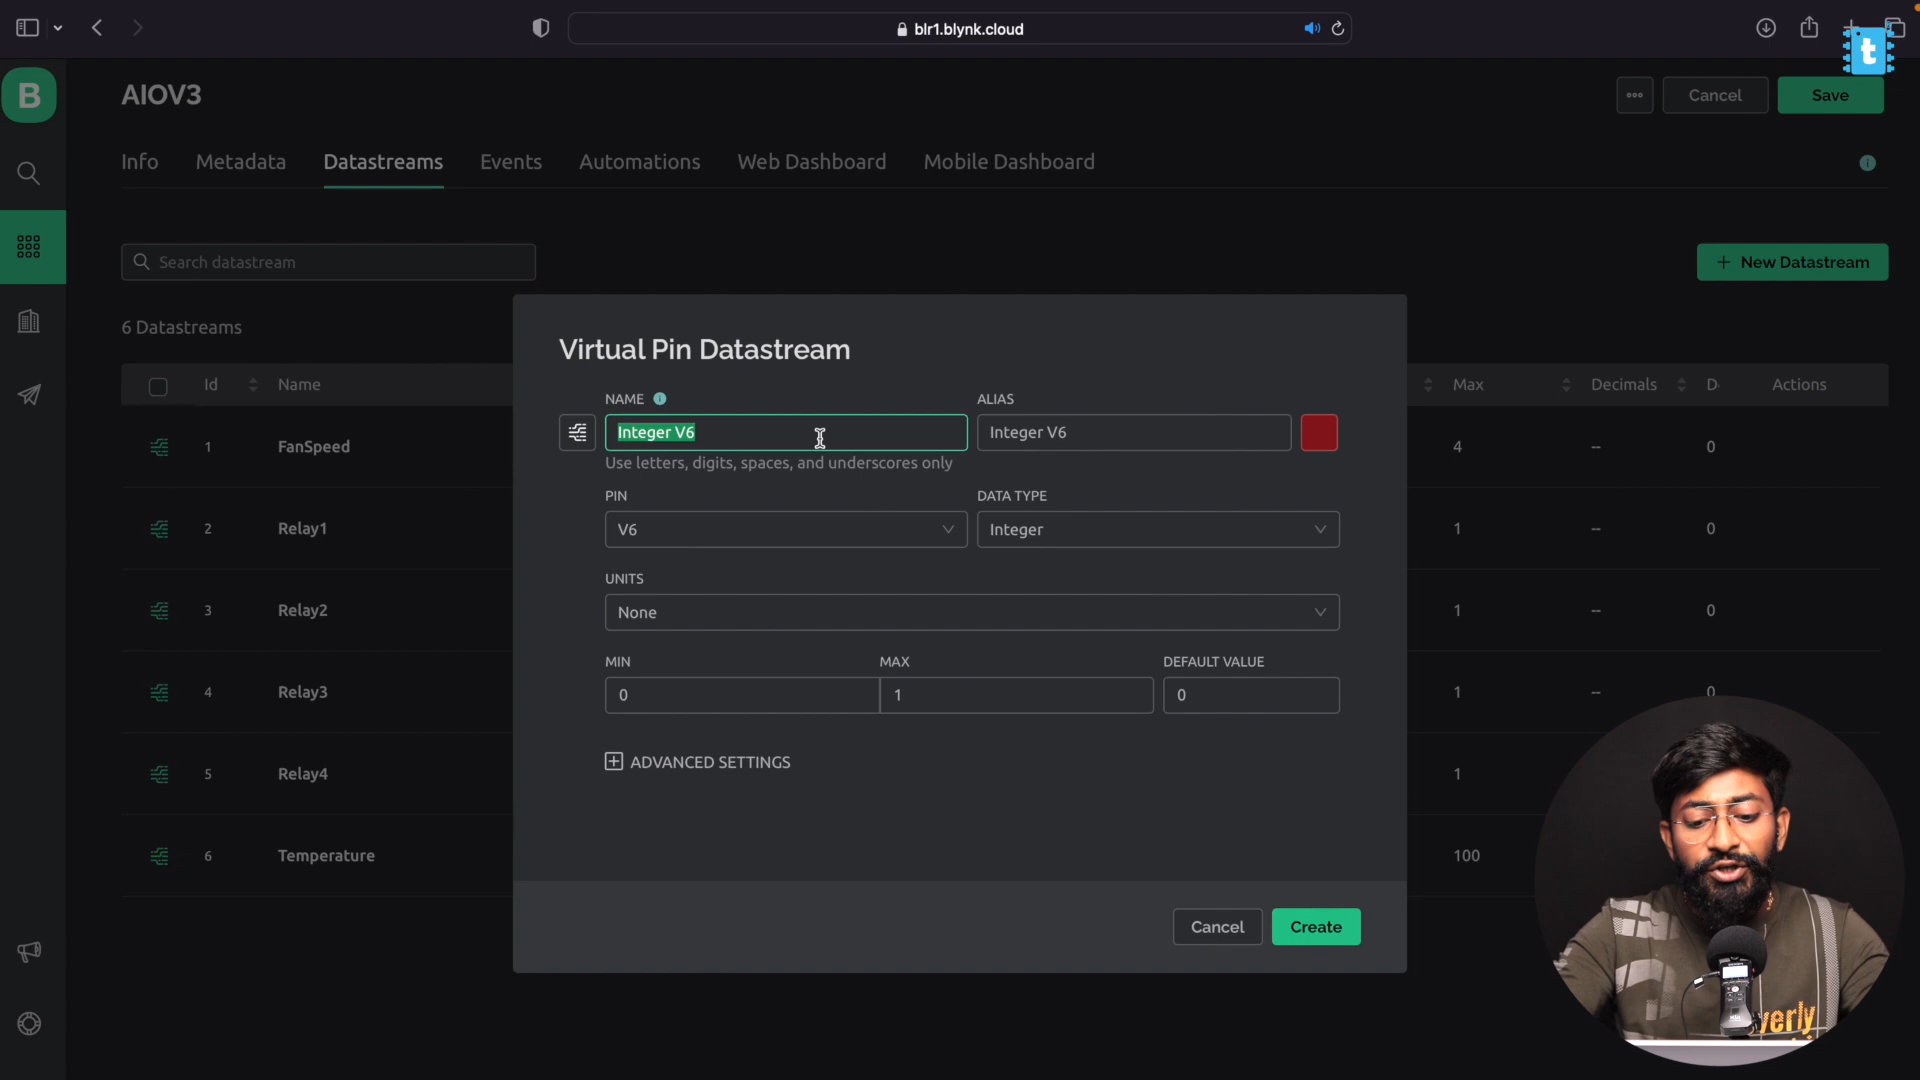 blr1.blynk.cloud
t
B
AIOV3
Cancel
Save
Info
Metadata
Datastreams
Events
Automations
Web Dashboard
Mobile Dashboard
Search datastream
+ New Datastream
6 Datastreams
Id
Name
Max
Decimals
D
Actions
1
FanSpeed
4
--
0
2
Relay1
1
--
0
3
Relay2
1
--
0
4
Relay3
1
--
0
5
Relay4
1
6
Temperature
100
Virtual Pin Datastream
NAME
ALIAS
Integer V6
Integer V6
Use letters, digits, spaces, and underscores only
PIN
DATA TYPE
V6
Integer
UNITS
None
MIN
MAX
DEFAULT VALUE
0
1
0
ADVANCED SETTINGS
Cancel
Create
verly